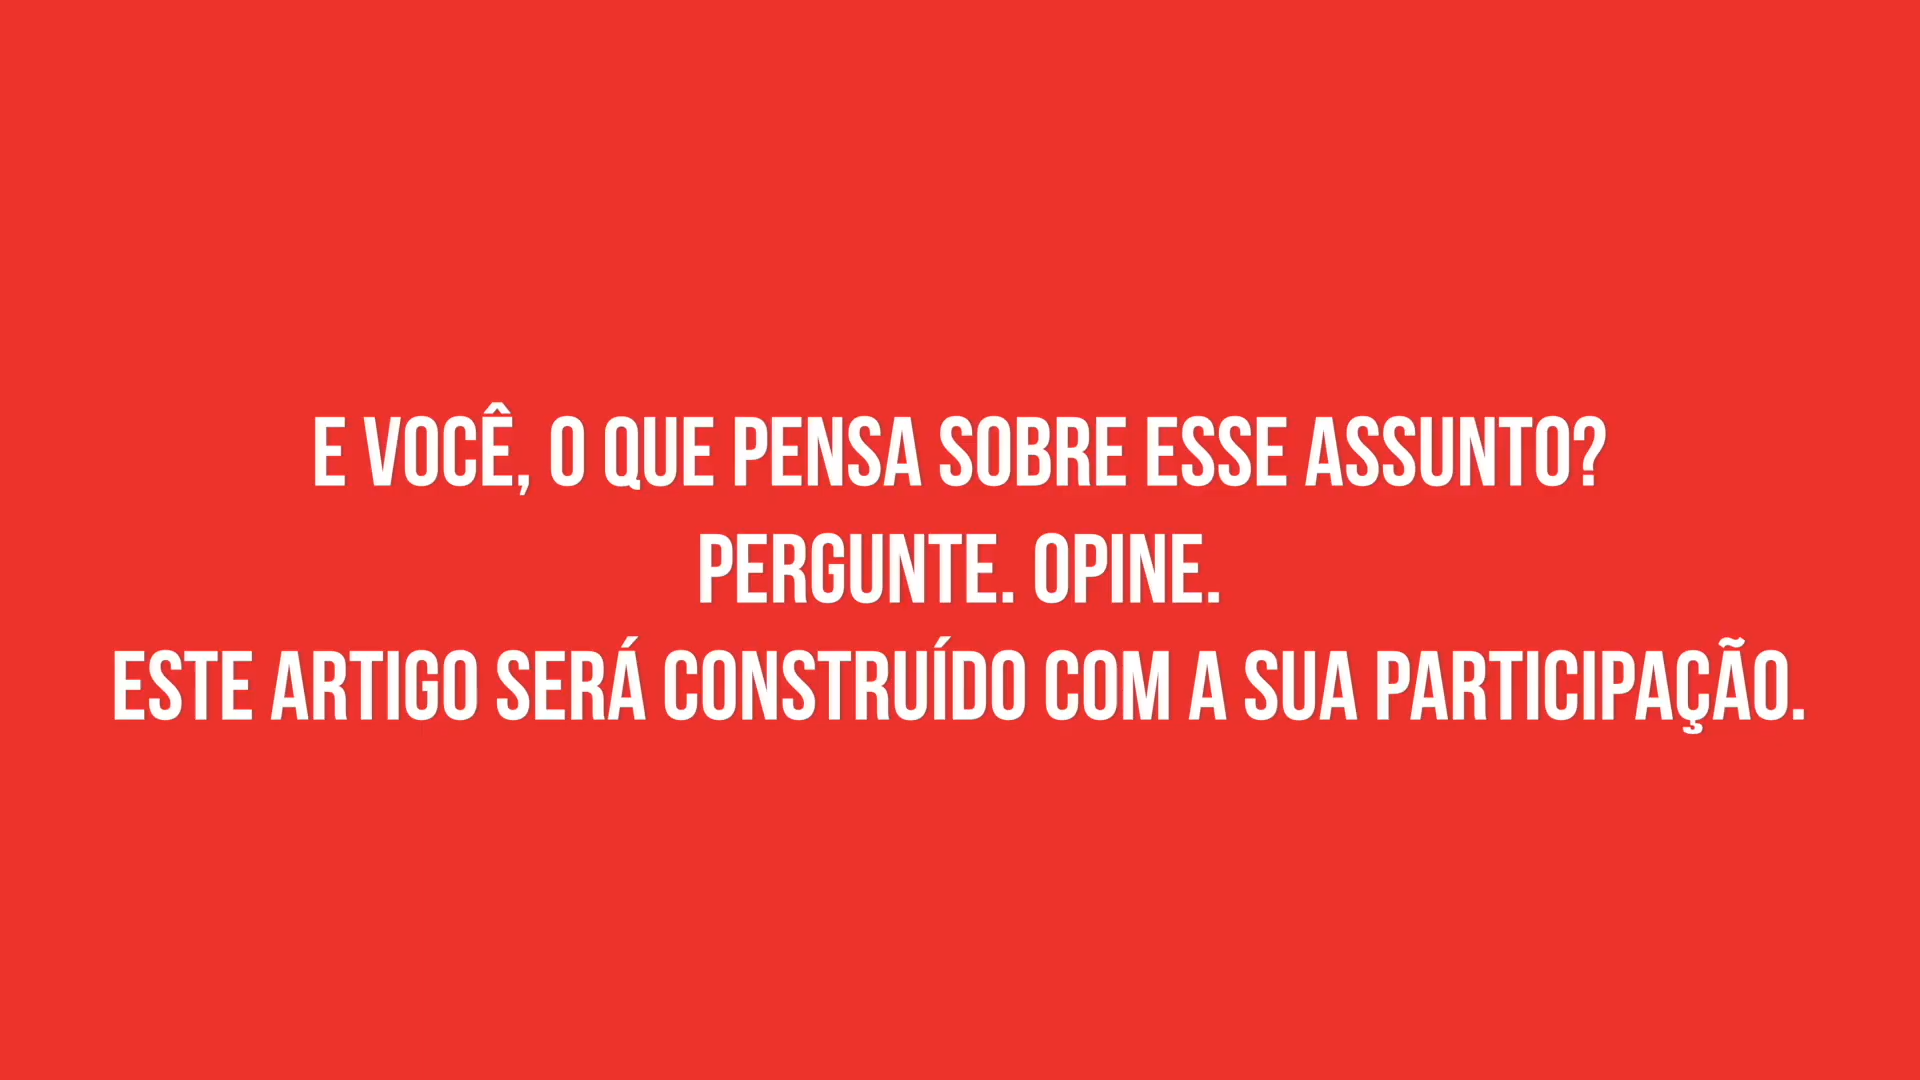 E VOCÊ, O QUE PENSA SOBRE ESSE ASSUNTO?
PERGUNTE. OPINE.
ESTE ARTIGO SERÁ CONSTRUÍDO COM A SUA PARTICIPAÇÃO.